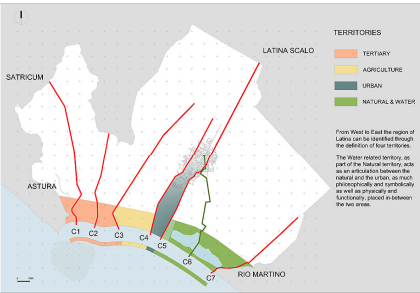 TERRITORIES
LATINA SCALO
TERTIARY
SATRICUM
AGRICULTURE
URBAN
NATURAL & WATER
From West to East the region of
Latina can be identified through
the definition of four territories.
The Water related territory, as
part of the Natural territory, acts
as an articulation between the
natural and the urban, as much
philosophically and symbolically
as well as physically and
functionally, placed in-between
the two areas.
ASTURA
C1
C2
C3
C4
C5
C6
C7
RIO MARTINO